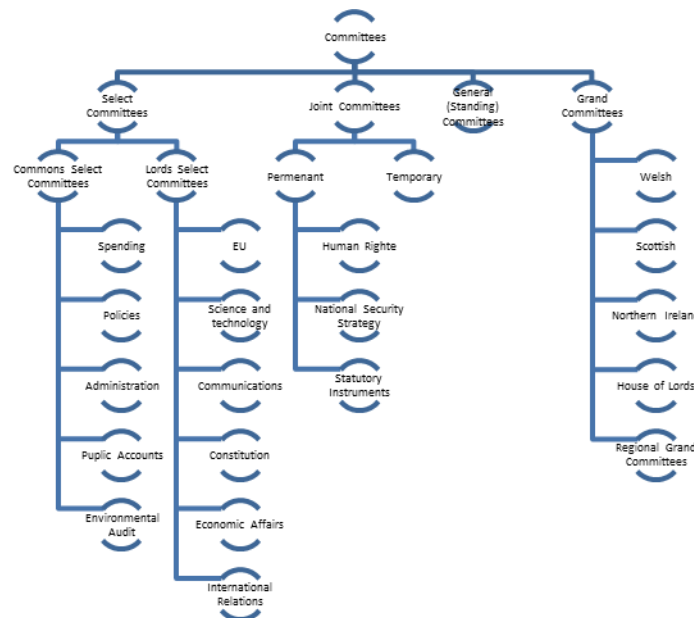 Committees
Select
Committees
Joint Committees
General
(Standing)
Committees
Grand
Committees
Commons Select
Committees
Lords Select
Committees
Permenant
Temporary
Welsh
Spending
EU
Human Righte
Scottish
Policies
Science and
technology
National Security
Strategy
Northern Ireland
Administration
Communications
Statutory
Instruments
House of Lords
Puplic Accounts
Constitution
Regional Grand
Committees
Environmental
Audit
Economic Affairs
International
Relations